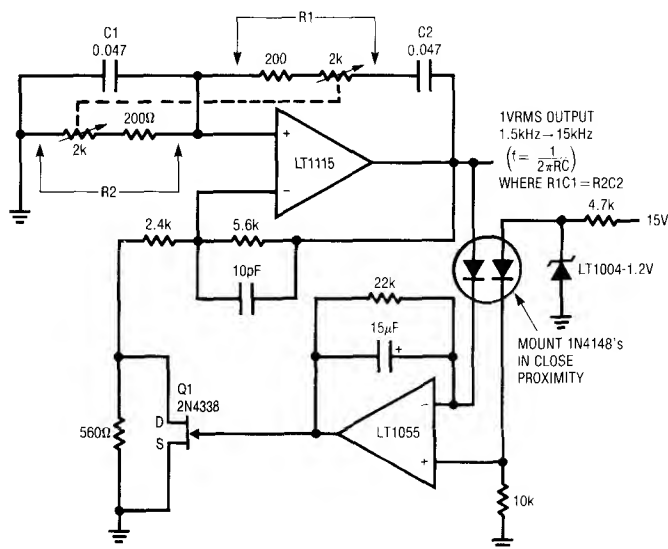 C1
0.047
R1
200
2k
C2
0.047
200Ω
2k
R2
+
−
LT1115
1VRMS OUTPUT
1.5kHz→15kHz
(f = 1/2πRC)
WHERE R1C1=R2C2
4.7k
15V
LT1004-1.2V
2.4k
5.6k
10pF
22k
15µF
+
MOUNT 1N4148's
IN CLOSE
PROXIMITY
Q1
2N4338
D
S
560Ω
−
LT1055
+
10k